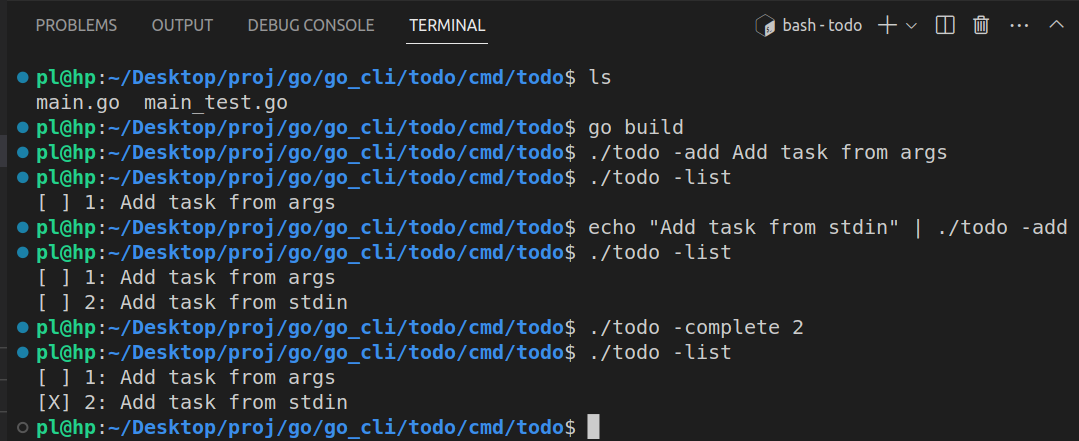 PROBLEMS OUTPUT DEBUG CONSOLE TERMINAL bash - todo
pl@hp:~/Desktop/proj/go/go_cli/todo/cmd/todo$ ls
main.go  main_test.go
pl@hp:~/Desktop/proj/go/go_cli/todo/cmd/todo$ go build
pl@hp:~/Desktop/proj/go/go_cli/todo/cmd/todo$ ./todo -add Add task from args
pl@hp:~/Desktop/proj/go/go_cli/todo/cmd/todo$ ./todo -list
[ ] 1: Add task from args
pl@hp:~/Desktop/proj/go/go_cli/todo/cmd/todo$ echo "Add task from stdin" | ./todo -add
pl@hp:~/Desktop/proj/go/go_cli/todo/cmd/todo$ ./todo -list
[ ] 1: Add task from args
[ ] 2: Add task from stdin
pl@hp:~/Desktop/proj/go/go_cli/todo/cmd/todo$ ./todo -complete 2
pl@hp:~/Desktop/proj/go/go_cli/todo/cmd/todo$ ./todo -list
[ ] 1: Add task from args
[X] 2: Add task from stdin
pl@hp:~/Desktop/proj/go/go_cli/todo/cmd/todo$